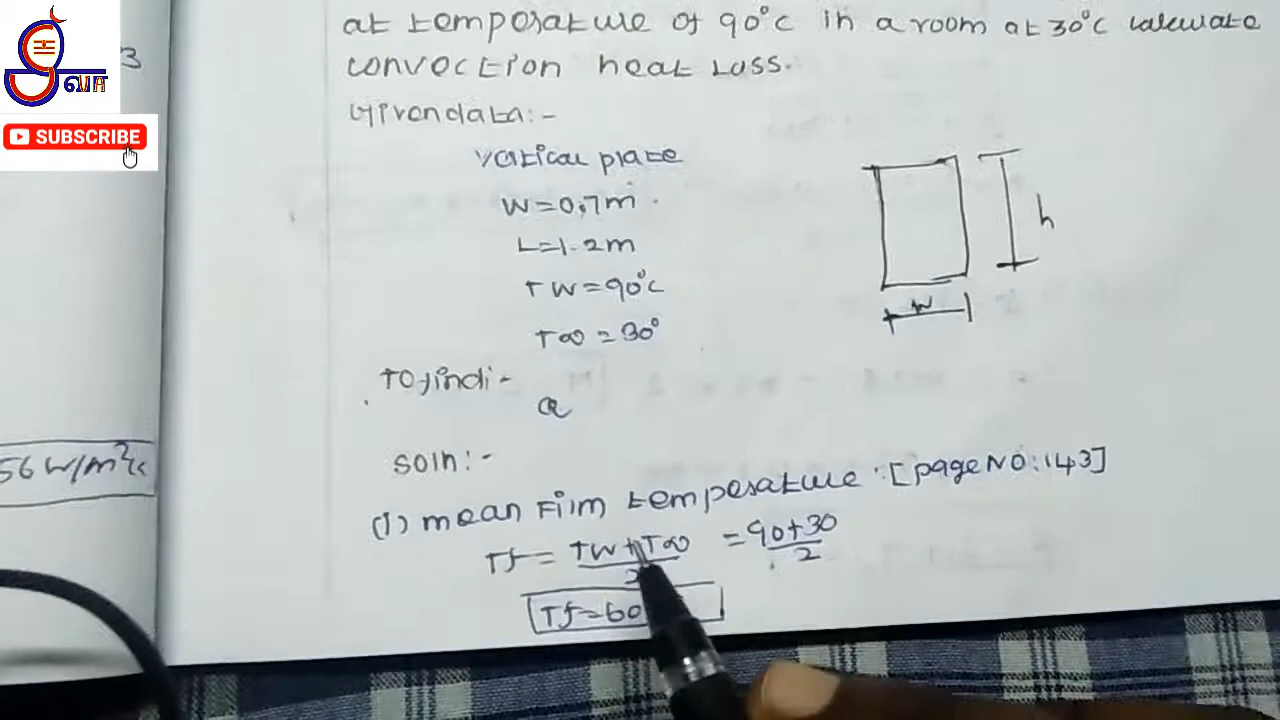 at temperature of 90°c in a room at 30°c calculate
convection heat Loss.
3
வா
SUBSCRIBE
Givendata:-
vertical plate
W=0.7m
L=1.2m
TW=90°c
T∞=30°
h
W
To find:-
Q
56 W/m²k
Soln:-
(1) mean Film temperature:[page NO:143]
Tf = TW+T∞/2 = 90+30/2
Tf=60